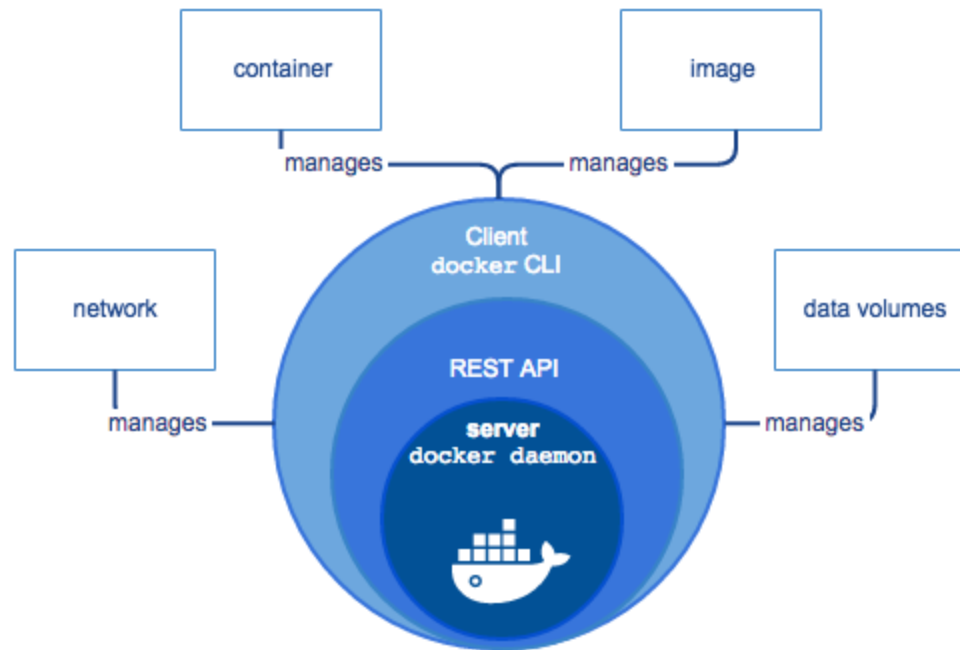 container
image
manages
manages
Client
docker CLI
network
data volumes
REST API
manages
manages
server
docker daemon